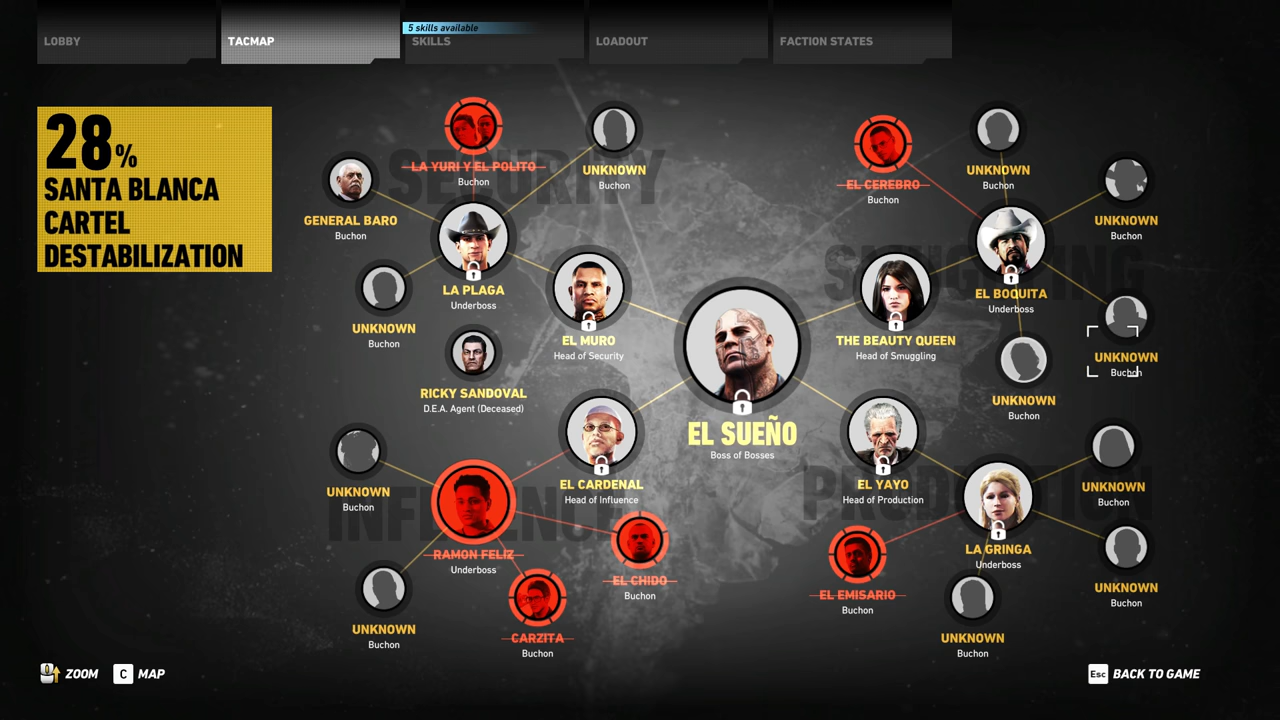 5 skills available
LOBBY
TACMAP
SKILLS
LOADOUT
FACTION STATES
28%
SANTA BLANCA
CARTEL
DESTABILIZATION
SECURITY
LA YURI Y EL POLITO
Buchon
UNKNOWN
Buchon
GENERAL BARO
Buchon
LA PLAGA
Underboss
UNKNOWN
Buchon
EL MURO
Head of Security
RICKY SANDOVAL
D.E.A. Agent (Deceased)
SMUGGLING
EL CEREBRO
Buchon
UNKNOWN
Buchon
UNKNOWN
Buchon
EL BOQUITA
Underboss
THE BEAUTY QUEEN
Head of Smuggling
UNKNOWN
Buchon
UNKNOWN
Buchon
EL SUEÑO
Boss of Bosses
INFLUENCE
EL CARDENAL
Head of Influence
UNKNOWN
Buchon
RAMON FELIZ
Underboss
EL CHIDO
Buchon
UNKNOWN
Buchon
CARZITA
Buchon
PRODUCTION
EL YAYO
Head of Production
UNKNOWN
Buchon
LA GRINGA
Underboss
EL EMISARIO
Buchon
UNKNOWN
Buchon
UNKNOWN
Buchon
ZOOM
C MAP
Esc BACK TO GAME